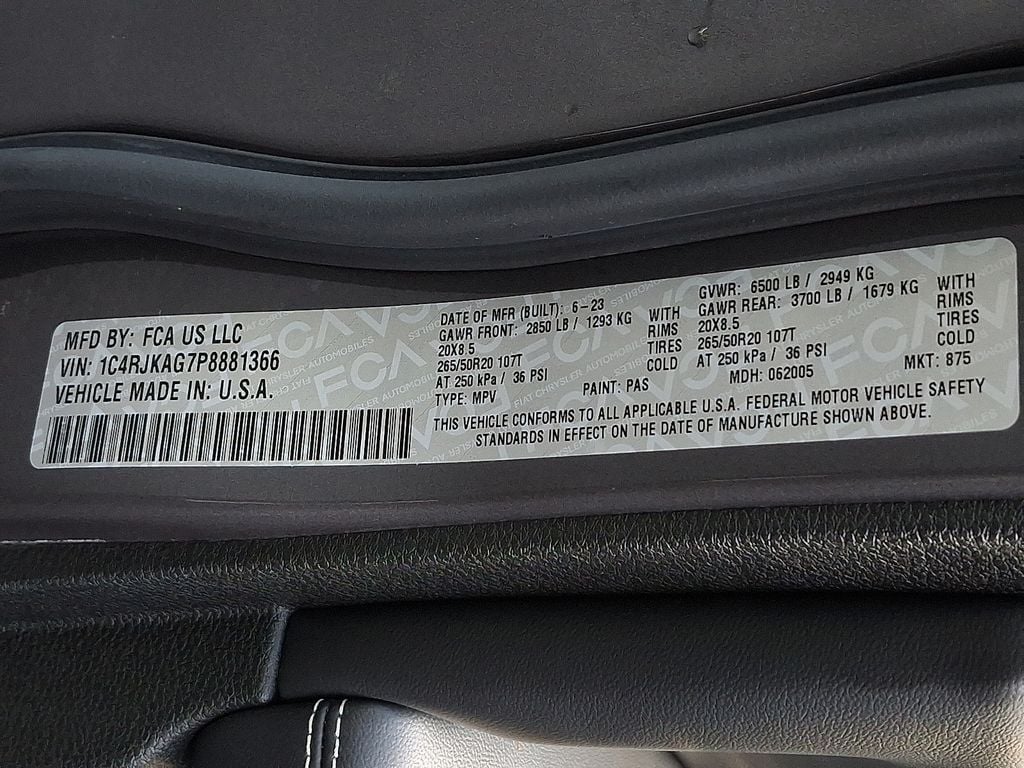 MFD BY: FCA US LLC
VIN: 1C4RJKAG7P8881366
VEHICLE MADE IN: U.S.A.
DATE OF MFR (BUILT): 6-23
GAWR FRONT: 2850 LB / 1293 KG WITH
20X8.5 RIMS
265/50R20 107T TIRES
AT 250 kPa / 36 PSI COLD
TYPE: MPV PAINT: PAS
GVWR: 6500 LB / 2949 KG
GAWR REAR: 3700 LB / 1679 KG WITH
20X8.5 RIMS
265/50R20 107T TIRES
AT 250 kPa / 36 PSI COLD
MDH: 062005 MKT: 875
THIS VEHICLE CONFORMS TO ALL APPLICABLE U.S.A. FEDERAL MOTOR VEHICLE SAFETY
STANDARDS IN EFFECT ON THE DATE OF MANUFACTURE SHOWN ABOVE.